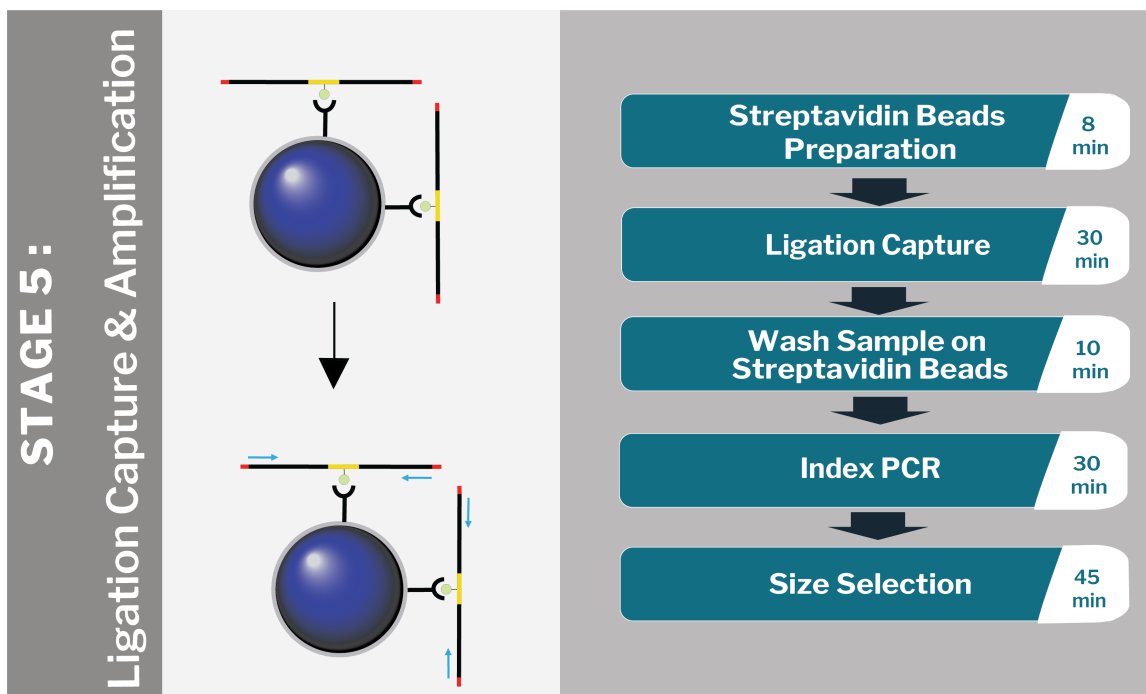 STAGE 5:
Ligation Capture & Amplification
Streptavidin Beads
Preparation
8
min
Ligation Capture
30
min
Wash Sample on
Streptavidin Beads
10
min
Index PCR
30
min
Size Selection
45
min